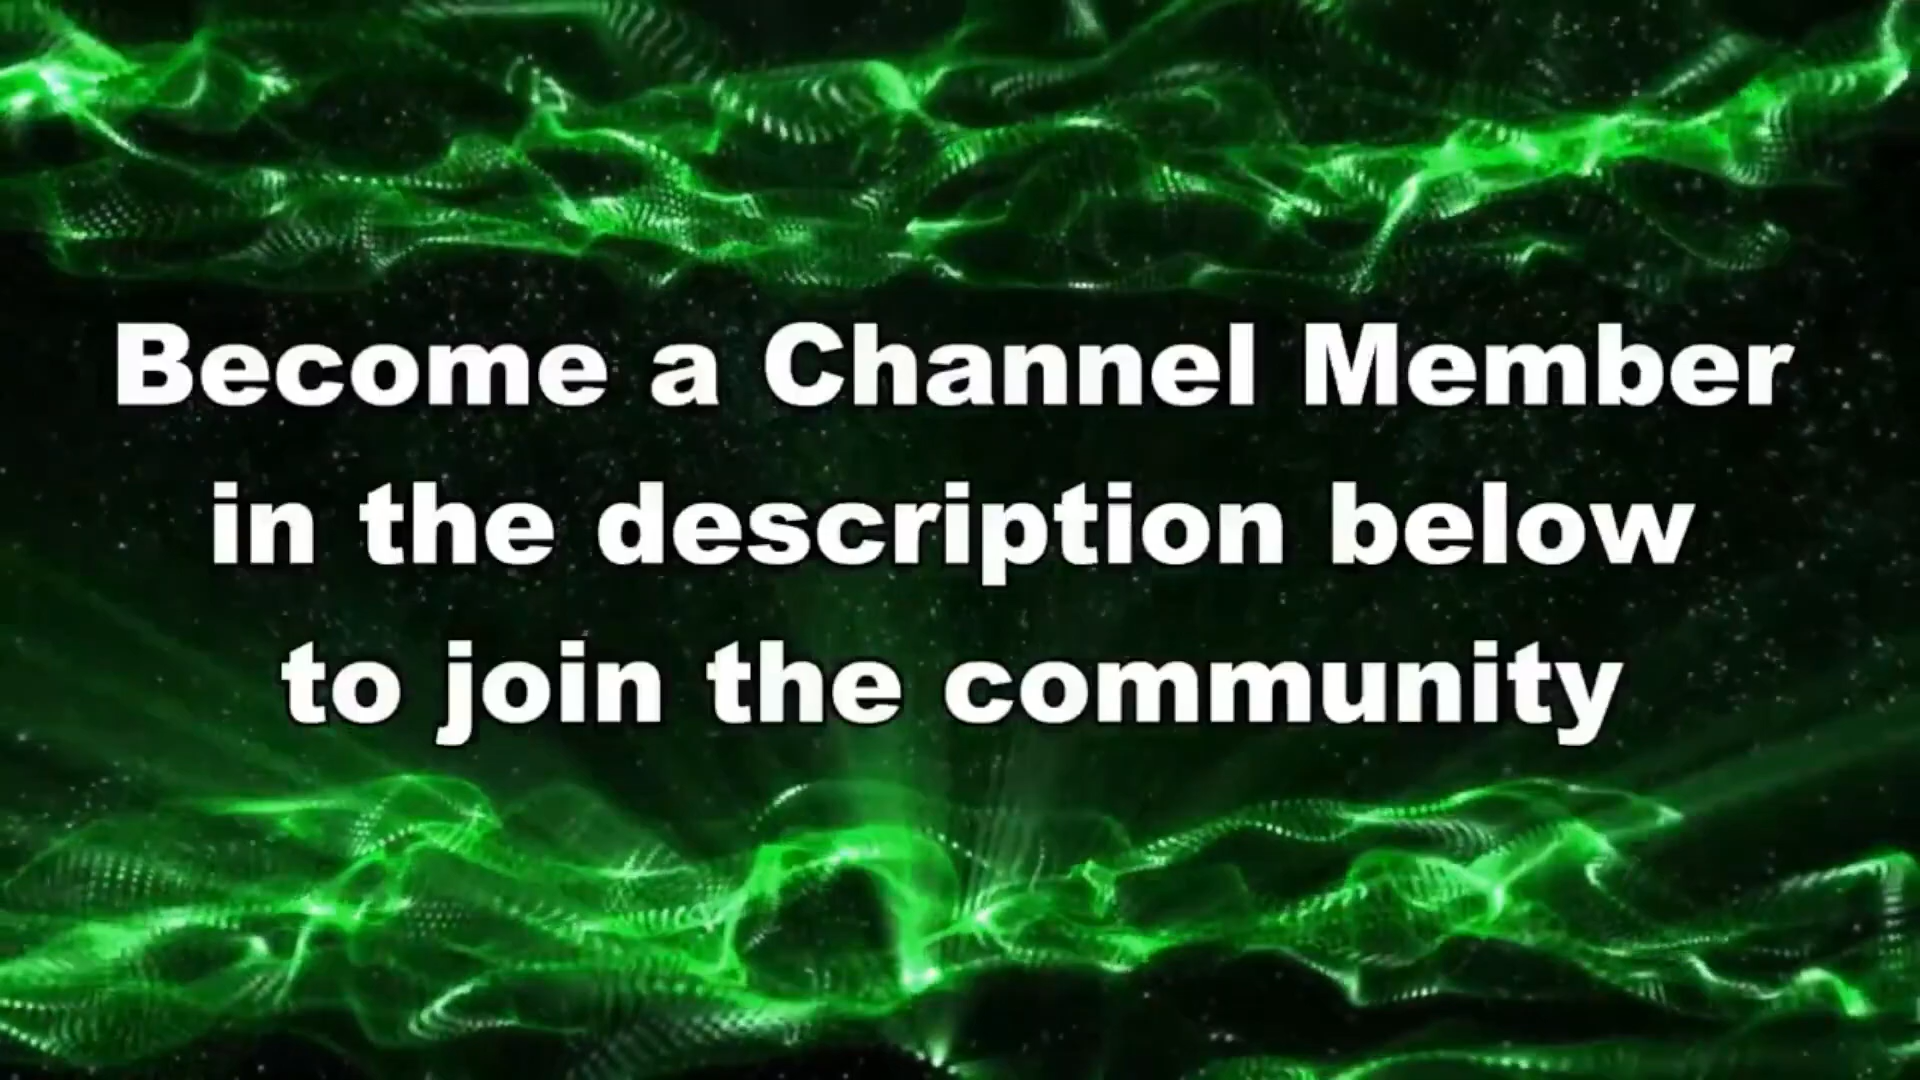 Become a Channel Member
in the description below
to join the community